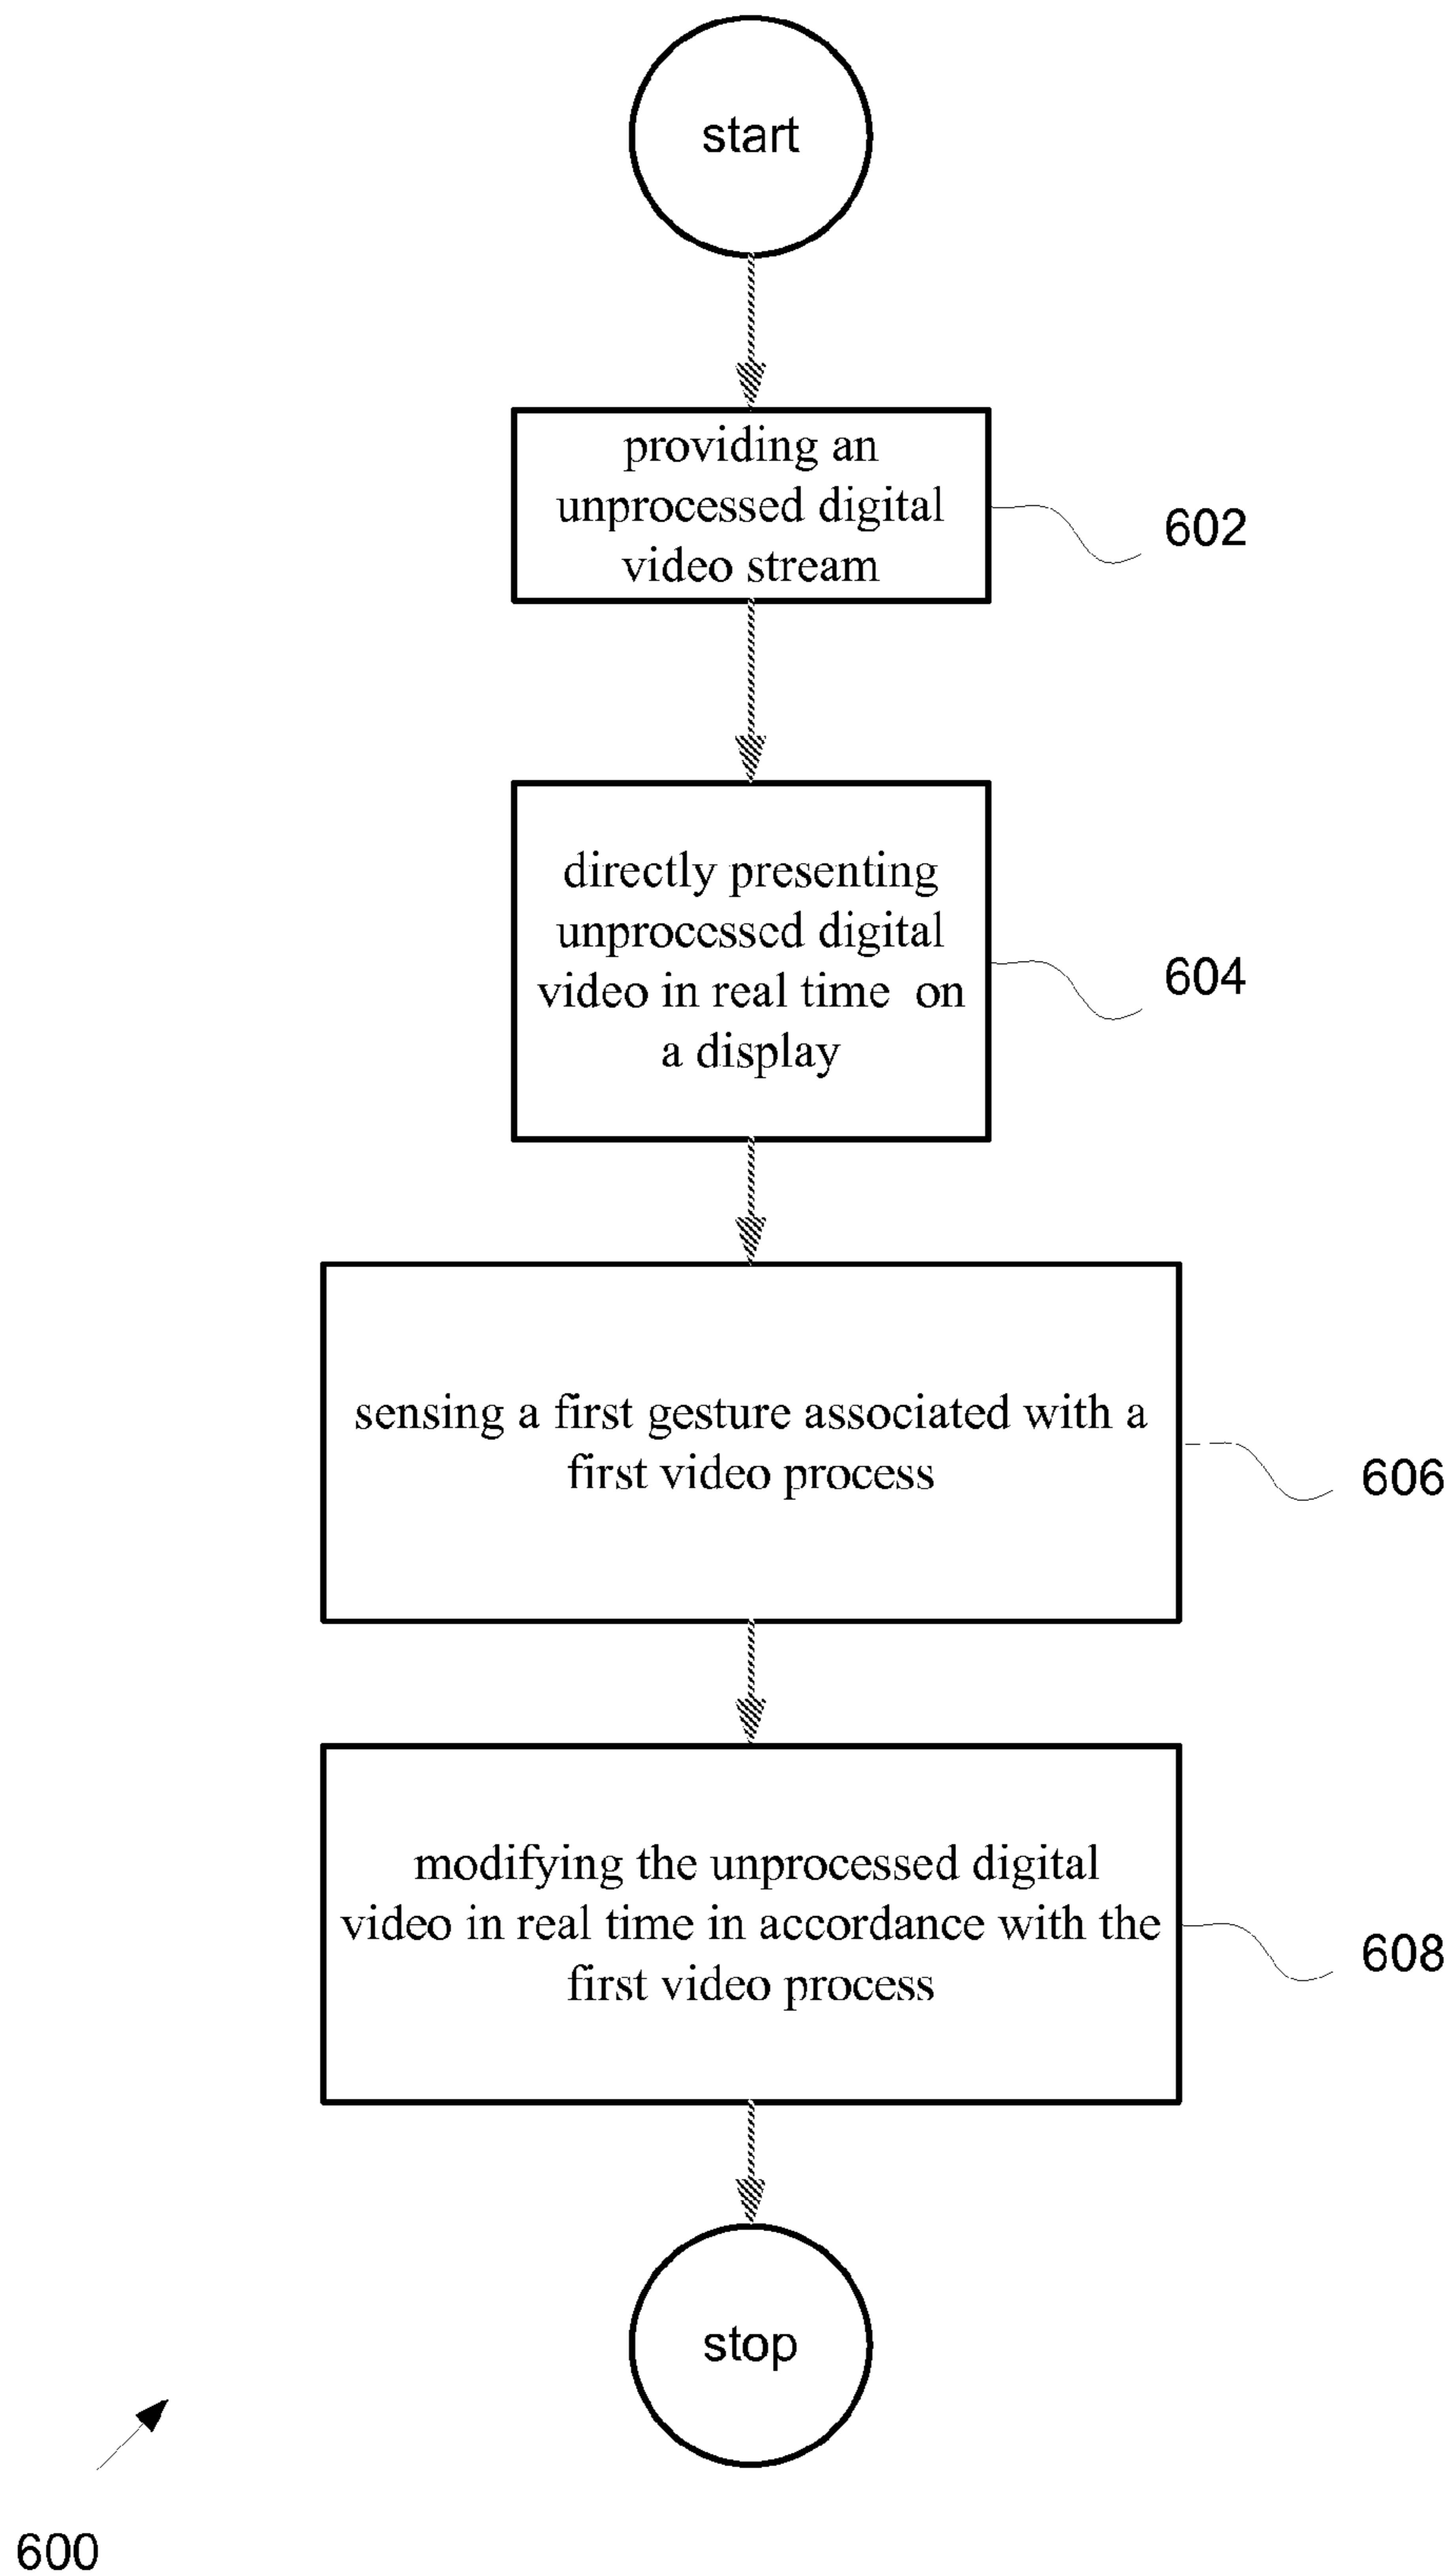 start
providing an
unprocessed digital
video stream
602
directly presenting
unprocessed digital
video in real time on
a display
604
sensing a first gesture associated with a
first video process
606
modifying the unprocessed digital
video in real time in accordance with the
first video process
608
stop
600